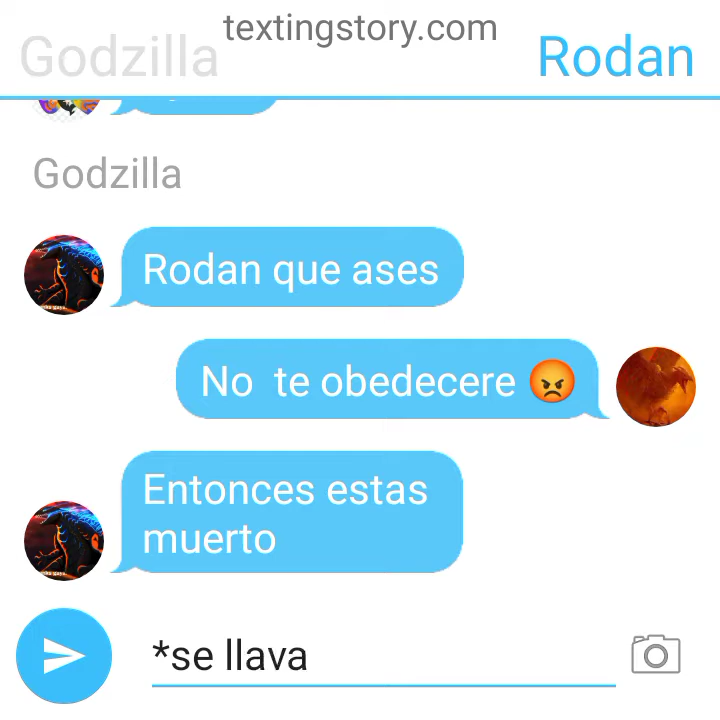 textingstory.com
Godzilla
Rodan
Godzilla
Rodan que ases
No  te obedecere 😡
Entonces estas
muerto
*se llava